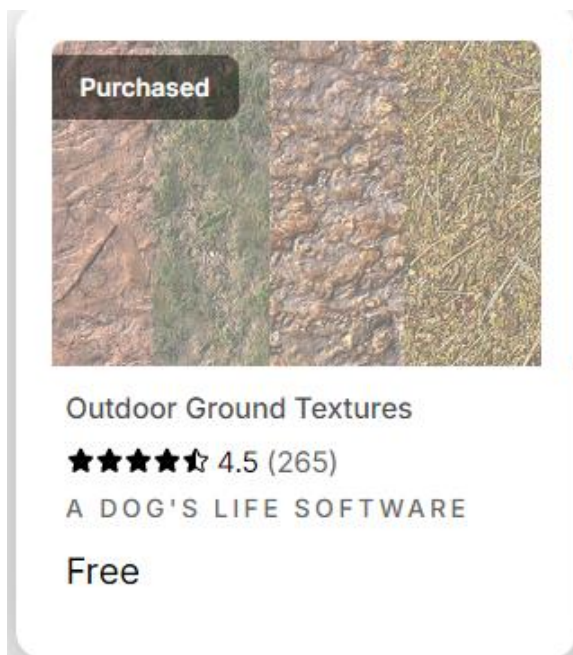 Purchased
Outdoor Ground Textures
4.5 (265)
A DOG'S LIFE SOFTWARE
Free